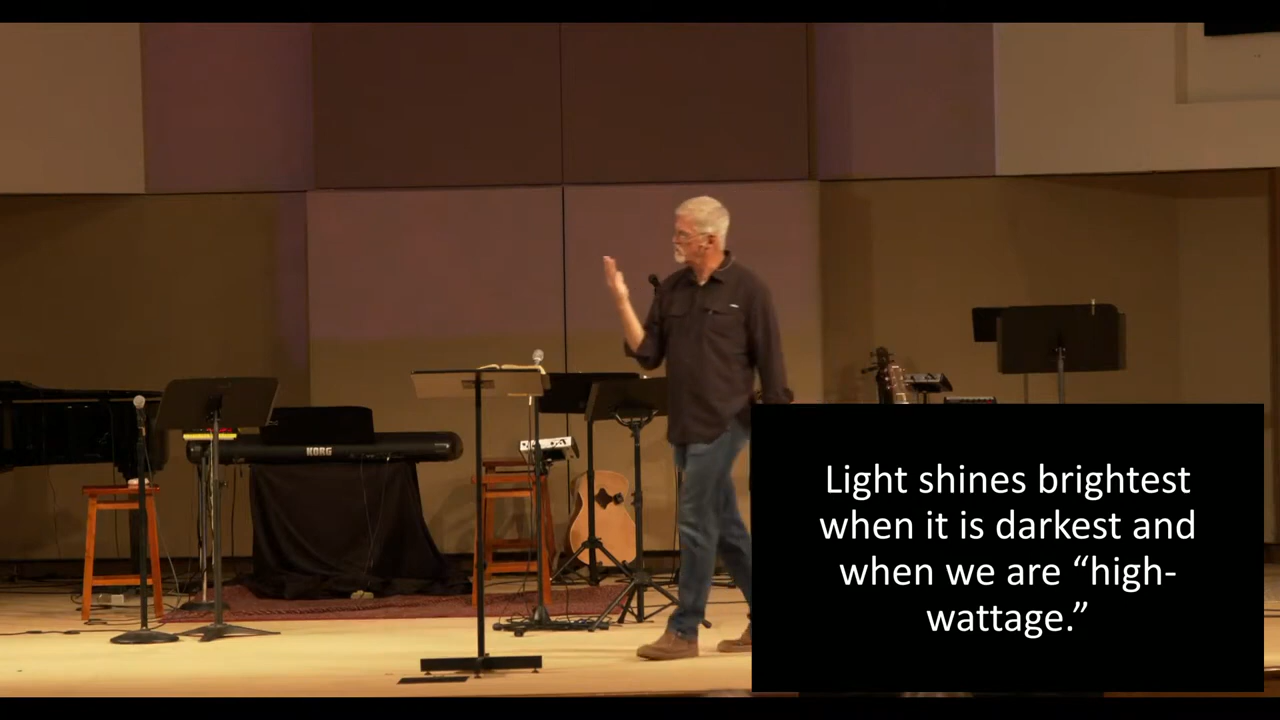 KORG
Light shines brightest
when it is darkest and
when we are “high-
wattage.”